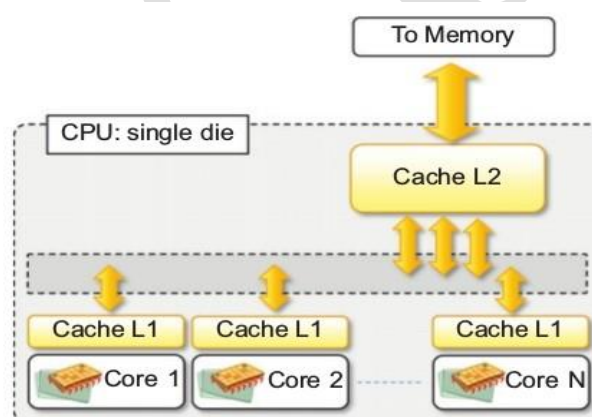 To Memory
CPU: single die
Cache L2
Cache L1
Cache L1
Cache L1
Core 1
Core 2
Core N